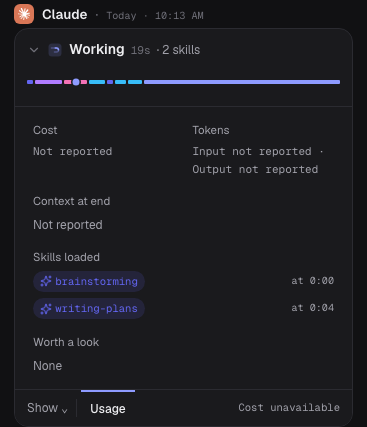 Claude · Today · 10:13 AM
Working 19s · 2 skills
Cost
Tokens
Not reported
Input not reported ·
Output not reported
Context at end
Not reported
Skills loaded
brainstorming at 0:00
writing-plans at 0:04
Worth a look
None
Show Usage Cost unavailable